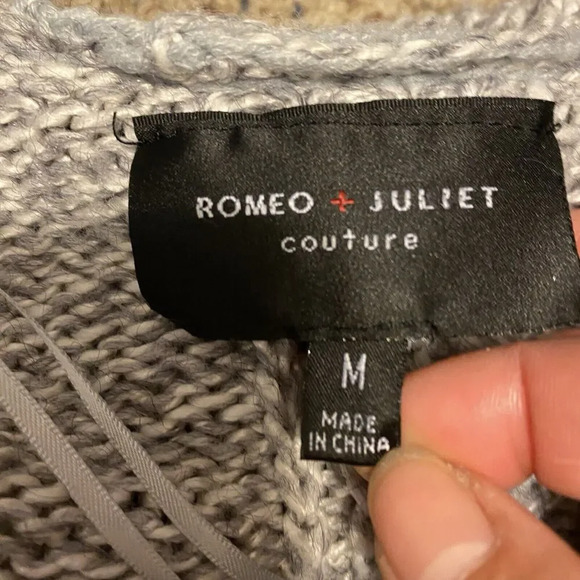 ROMEO + JULIET
couture
M
MADE
IN CHINA